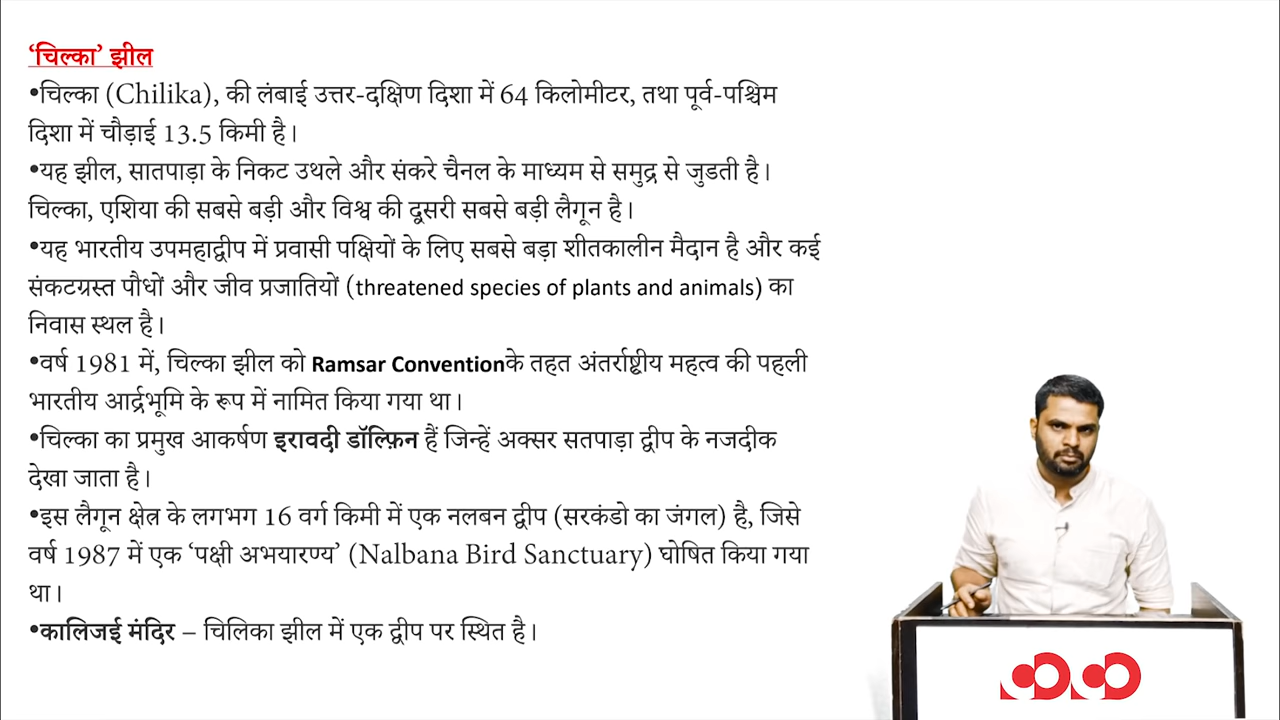 ‘चिल्का’ झील
•चिल्का (Chilika), की लंबाई उत्तर-दक्षिण दिशा में 64 किलोमीटर, तथा पूर्व-पश्चिम
दिशा में चौड़ाई 13.5 किमी है।
•यह झील, सातपाड़ा के निकट उथले और संकरे चैनल के माध्यम से समुद्र से जुडती है।
चिल्का, एशिया की सबसे बड़ी और विश्व की दूसरी सबसे बड़ी लैगून है।
•यह भारतीय उपमहाद्वीप में प्रवासी पक्षियों के लिए सबसे बड़ा शीतकालीन मैदान है और कई
संकटग्रस्त पौधों और जीव प्रजातियों (threatened species of plants and animals) का
निवास स्थल है।
•वर्ष 1981 में, चिल्का झील को Ramsar Conventionके तहत अंतर्राष्ट्रीय महत्व की पहली
भारतीय आर्द्रभूमि के रूप में नामित किया गया था।
•चिल्का का प्रमुख आकर्षण इरावदी डॉल्फ़िन हैं जिन्हें अक्सर सतपाड़ा द्वीप के नजदीक
देखा जाता है।
•इस लैगून क्षेत्र के लगभग 16 वर्ग किमी में एक नलबन द्वीप (सरकंडो का जंगल) है, जिसे
वर्ष 1987 में एक ‘पक्षी अभयारण्य’ (Nalbana Bird Sanctuary) घोषित किया गया
था।
•कालिजई मंदिर – चिलिका झील में एक द्वीप पर स्थित है।